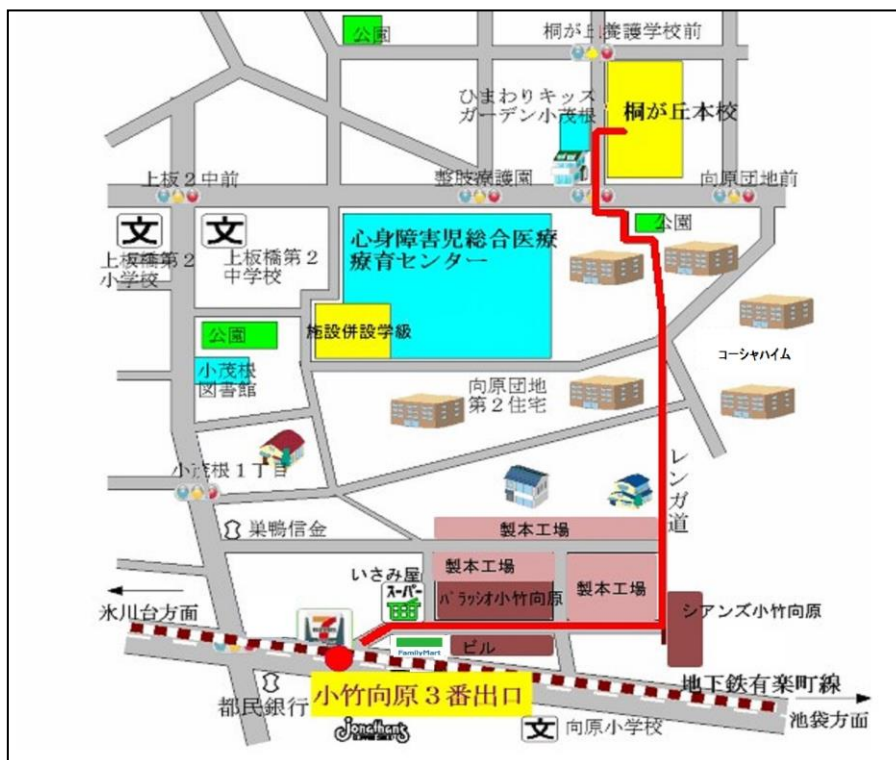 公園
桐が丘養護学校前
ひまわりキッズ
ガーデン小茂根
桐が丘本校
上板2中前
整肢療護園
向原団地前
文
文
公園
上板橋第2
小学校
上板橋第2
中学校
心身障害児総合医療
療育センター
公園
施設併設学級
コーシャハイム
小茂根
図書館
向原団地
第2住宅
小茂根1丁目
レンガ道
巣鴨信金
製本工場
いさみ屋
製本工場
スーパー
パラッシオ小竹向原
製本工場
シアンズ小竹向原
氷川台方面
FamilyMart
ビル
地下鉄有楽町線
都民銀行
小竹向原3番出口
池袋方面
Jonathan's
文
向原小学校